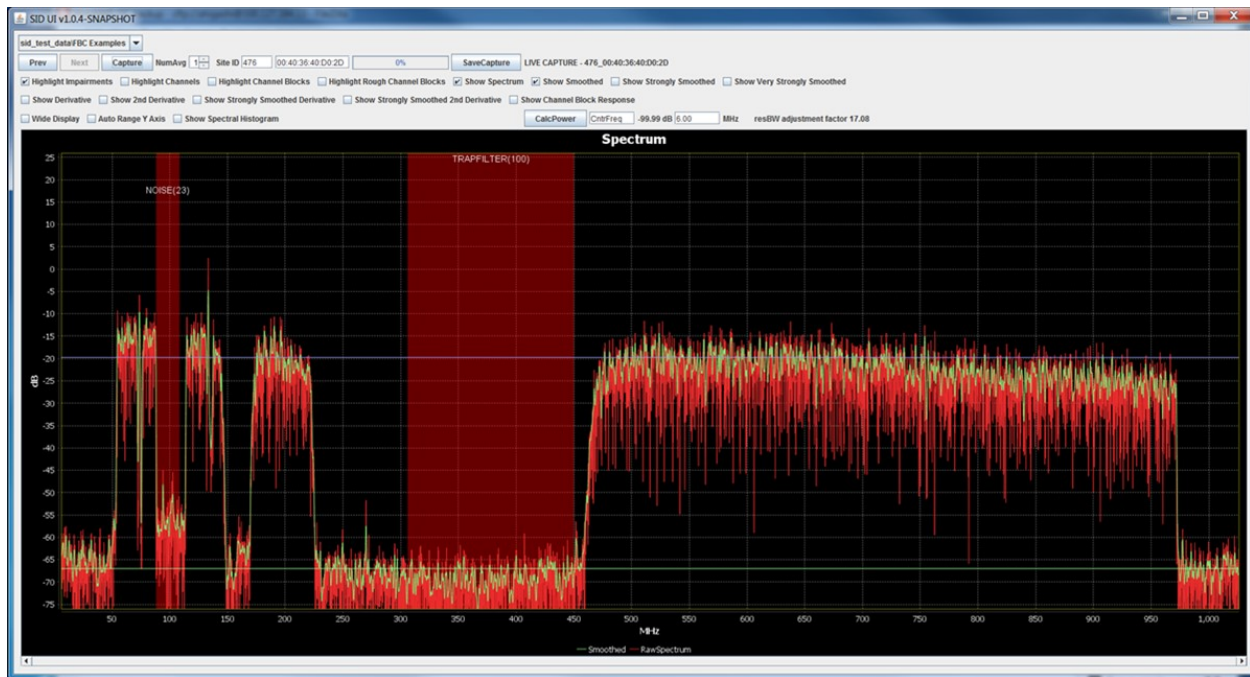 SID UI v1.0.4-SNAPSHOT
sid_test_data\FBC Examples
Prev Next Capture NumAvg 1 Site ID 476 00:40:36:40:D0:2D 0% SaveCapture LIVE CAPTURE - 476_00:40:36:40:D0:2D
Highlight Impairments Highlight Channels Highlight Channel Blocks Highlight Rough Channel Blocks Show Spectrum Show Smoothed Show Strongly Smoothed Show Very Strongly Smoothed
Show Derivative Show 2nd Derivative Show Strongly Smoothed Derivative Show Strongly Smoothed 2nd Derivative Show Channel Block Response
Wide Display Auto Range Y Axis Show Spectral Histogram CalcPower CntrFreq -99.99 dB 6.00 MHz resBW adjustment factor 17.08
Spectrum
TRAPFILTER(100)
NOISE(23)
25
20
15
10
5
0
-5
-10
-15
-20
-25
-30
-35
-40
-45
-50
-55
-60
-65
-70
-75
dB
50 100 150 200 250 300 350 400 450 500 550 600 650 700 750 800 850 900 950 1,000
MHz
Smoothed RawSpectrum